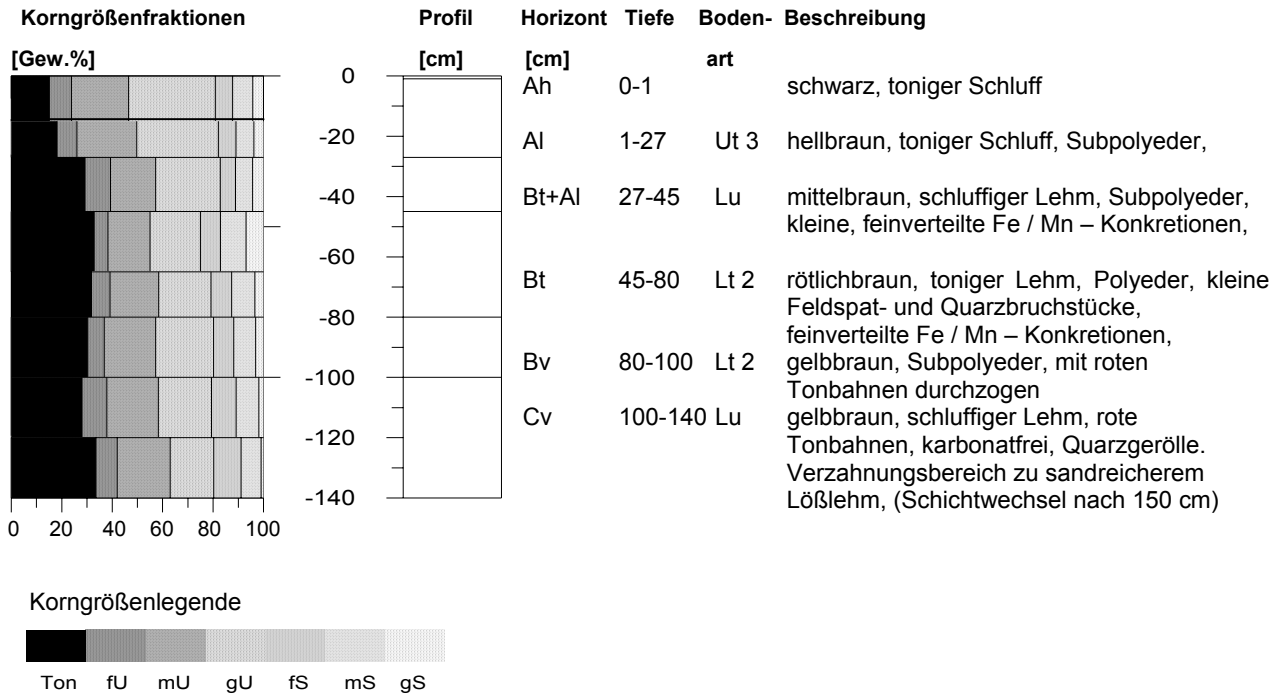 Korngrößenfraktionen Profil Horizont Tiefe Boden- Beschreibung
[Gew.%] [cm] [cm] art
0
-20
-40
-60
-80
-100
-120
-140
0 20 40 60 80 100
Ah 0-1 schwarz, toniger Schluff
Al 1-27 Ut 3 hellbraun, toniger Schluff, Subpolyeder,
Bt+Al 27-45 Lu mittelbraun, schluffiger Lehm, Subpolyeder,
kleine, feinverteilte Fe / Mn – Konkretionen,
Bt 45-80 Lt 2 rötlichbraun, toniger Lehm, Polyeder, kleine
Feldspat- und Quarzbruchstücke,
feinverteilte Fe / Mn – Konkretionen,
Bv 80-100 Lt 2 gelbbraun, Subpolyeder, mit roten
Tonbahnen durchzogen
Cv 100-140 Lu gelbbraun, schluffiger Lehm, rote
Tonbahnen, karbonatfrei, Quarzgerölle.
Verzahnungsbereich zu sandreicherem
Lößlehm, (Schichtwechsel nach 150 cm)
Korngrößenlegende
Ton fU mU gU fS mS gS